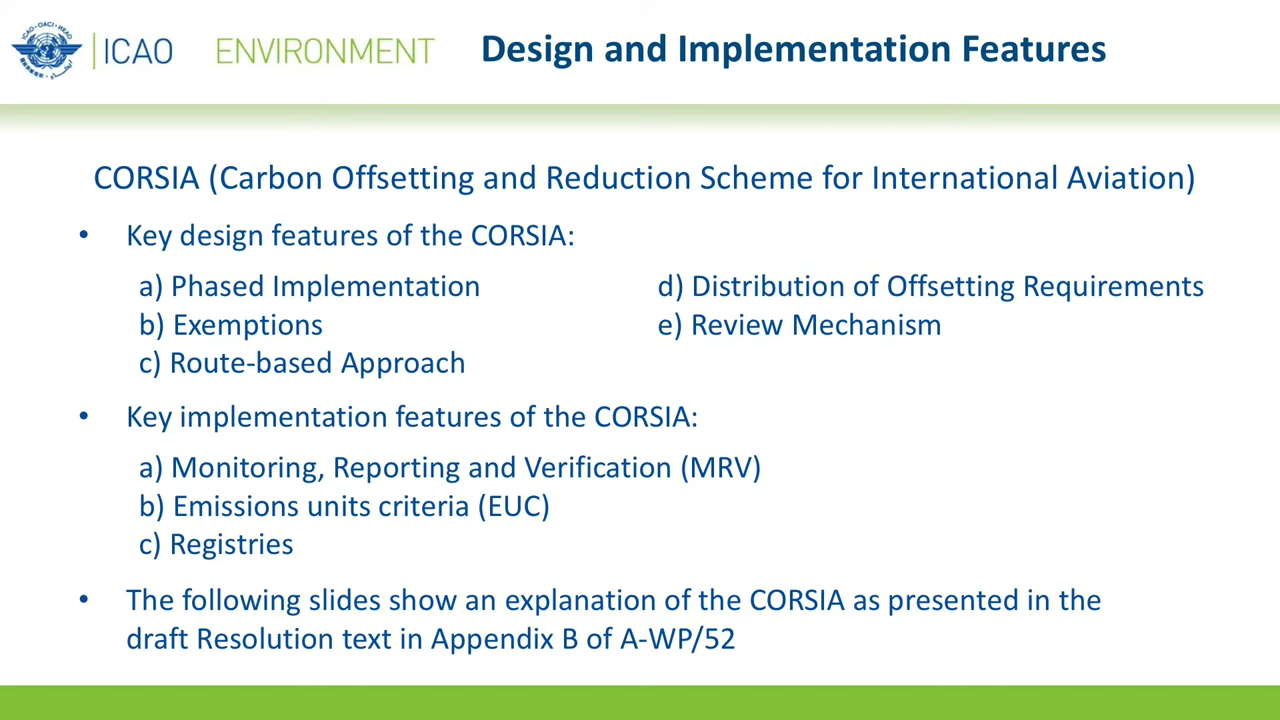 ICAO ENVIRONMENT Design and Implementation Features
CORSIA (Carbon Offsetting and Reduction Scheme for International Aviation)
• Key design features of the CORSIA:
a) Phased Implementation
b) Exemptions
c) Route-based Approach
d) Distribution of Offsetting Requirements
e) Review Mechanism
• Key implementation features of the CORSIA:
a) Monitoring, Reporting and Verification (MRV)
b) Emissions units criteria (EUC)
c) Registries
• The following slides show an explanation of the CORSIA as presented in the
draft Resolution text in Appendix B of A-WP/52